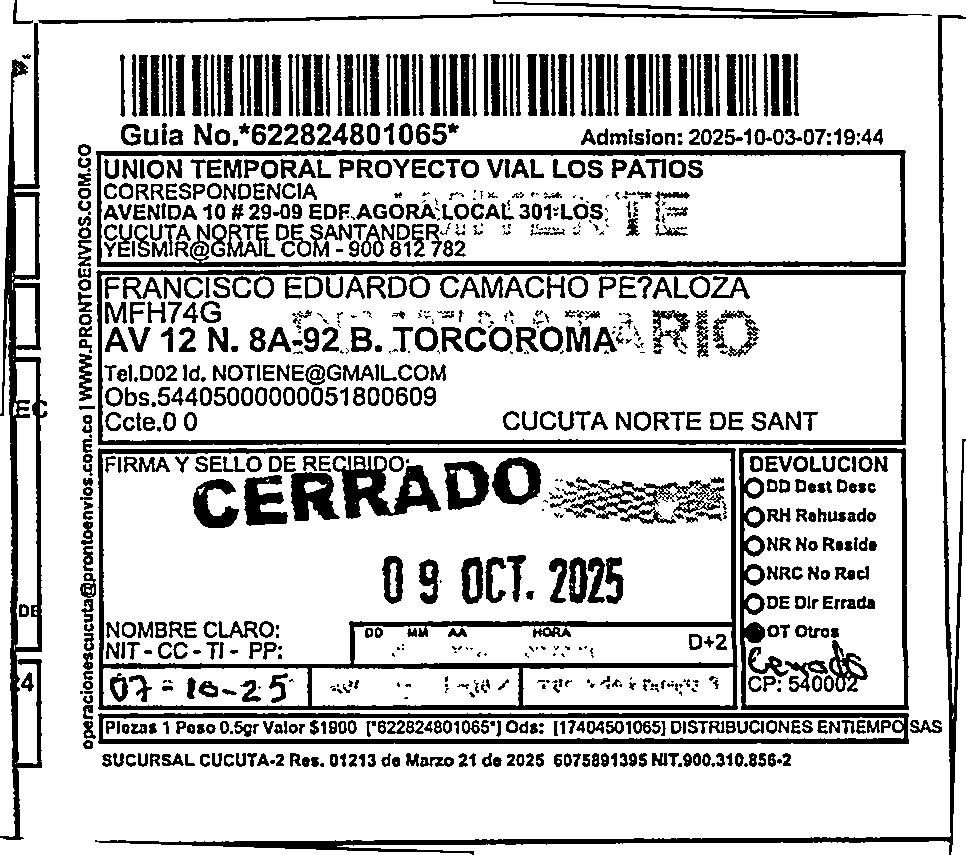 Guia No.*622824801065*
Admision: 2025-10-03-07:19:44
operacionescucuta@prontoenvios.com.co | WWW.PRONTOENVIOS.COM.CO
UNION TEMPORAL PROYECTO VIAL LOS PATIOS
CORRESPONDENCIA
AVENIDA 10 # 29-09 EDF.AGORA LOCAL 301 LOS
CUCUTA NORTE DE SANTANDER
YEISMIR@GMAIL COM - 900 812 782
FRANCISCO EDUARDO CAMACHO PE?ALOZA
MFH74G
DESTINATARIO
AV 12 N. 8A-92 B. TORCOROMA
Tel.D02 Id. NOTIENE@GMAIL.COM
Obs.54405000000051800609
Ccte.0 0
CUCUTA NORTE DE SANT
FIRMA Y SELLO DE RECIBIDO:
CERRADO
09 OCT. 2025
NOMBRE CLARO:
NIT - CC - TI - PP:
DD MM AA HORA
D+2
07-10-25
DEVOLUCION
DD Dest Desc
RH Rehusado
NR No Reside
NRC No Recl
DE Dir Errada
OT Otros
Cerrado
CP: 540002
Piezas 1 Peso 0.5gr Valor $1900 ["622824801065"] Ods: [17404501065] DISTRIBUCIONES ENTIEMPO SAS
SUCURSAL CUCUTA-2 Res. 01213 de Marzo 21 de 2025 6075891395 NIT.900.310.856-2
EC
DE